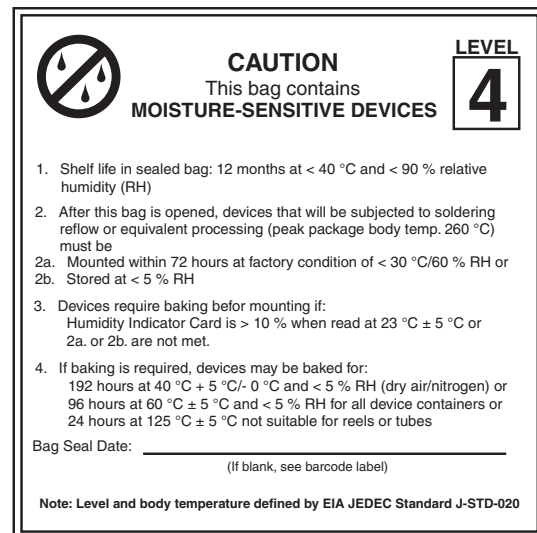 LEVEL
4
CAUTION
This bag contains
MOISTURE-SENSITIVE DEVICES
1. Shelf life in sealed bag: 12 months at < 40 °C and < 90 % relative
humidity (RH)
2. After this bag is opened, devices that will be subjected to soldering
reflow or equivalent processing (peak package body temp. 260 °C)
must be
2a. Mounted within 72 hours at factory condition of < 30 °C/60 % RH or
2b. Stored at < 5 % RH
3. Devices require baking befor mounting if:
Humidity Indicator Card is > 10 % when read at 23 °C ± 5 °C or
2a. or 2b. are not met.
4. If baking is required, devices may be baked for:
192 hours at 40 °C + 5 °C/- 0 °C and < 5 % RH (dry air/nitrogen) or
96 hours at 60 °C ± 5 °C and < 5 % RH for all device containers or
24 hours at 125 °C ± 5 °C not suitable for reels or tubes
Bag Seal Date:
(If blank, see barcode label)
Note: Level and body temperature defined by EIA JEDEC Standard J-STD-020